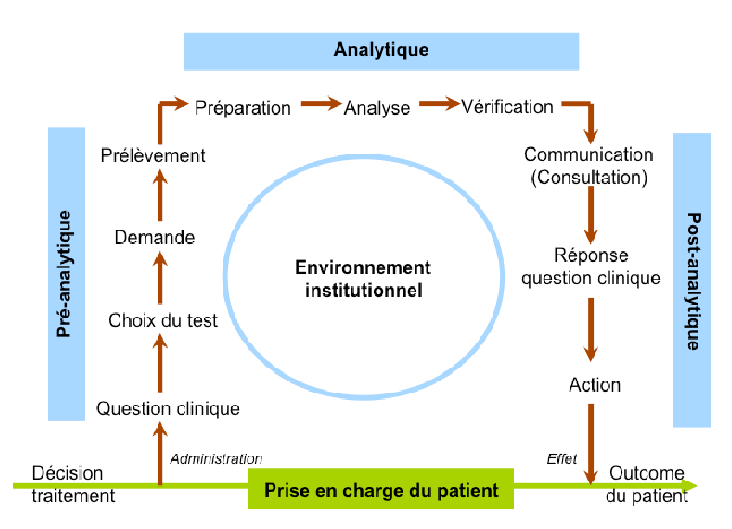 Analytique
Préparation
Analyse
Vérification
Prélèvement
Communication
(Consultation)
Pré-analytique
Post-analytique
Demande
Environnement
institutionnel
Réponse
question clinique
Choix du test
Action
Question clinique
Administration
Effet
Décision
traitement
Prise en charge du patient
Outcome
du patient